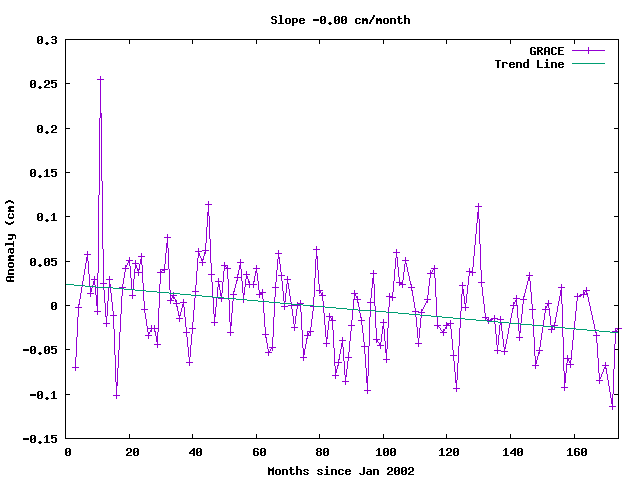 Slope -0.00 cm/month
GRACE
Trend Line
0.3
0.25
0.2
0.15
0.1
0.05
0
-0.05
-0.1
-0.15
Anomaly (cm)
0 20 40 60 80 100 120 140 160
Months since Jan 2002